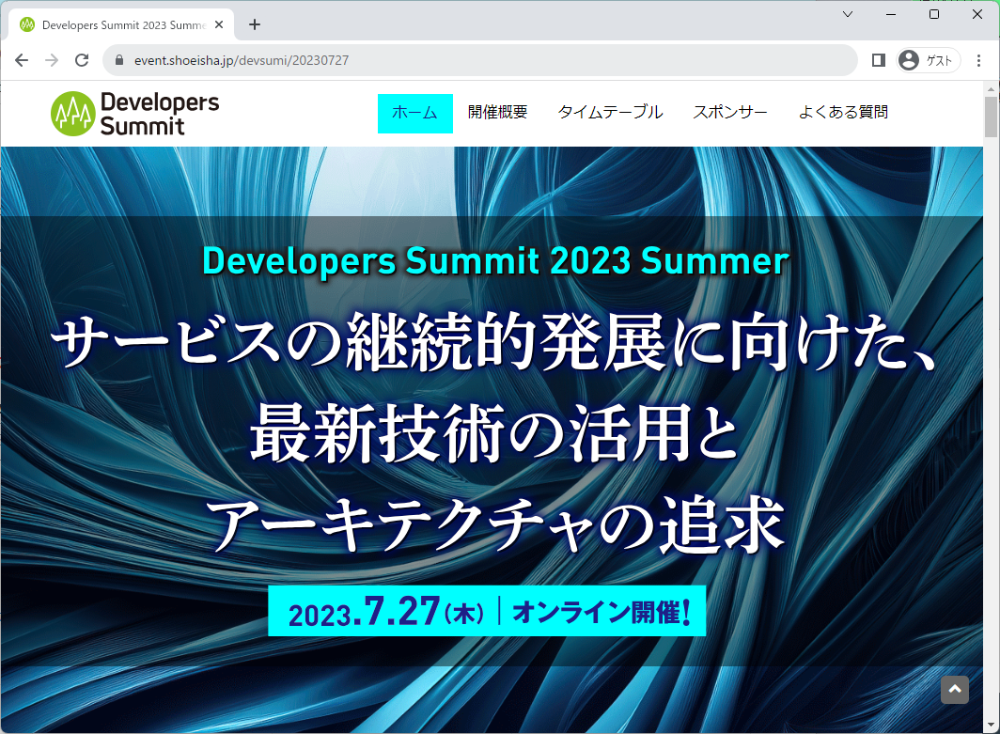 Developers Summit 2023 Summe
event.shoeisha.jp/devsumi/20230727
ゲスト
Developers
Summit
ホーム 開催概要 タイムテーブル スポンサー よくある質問
Developers Summit 2023 Summer
サービスの継続的発展に向けた、
最新技術の活用と
アーキテクチャの追求
2023.7.27(木)|オンライン開催!